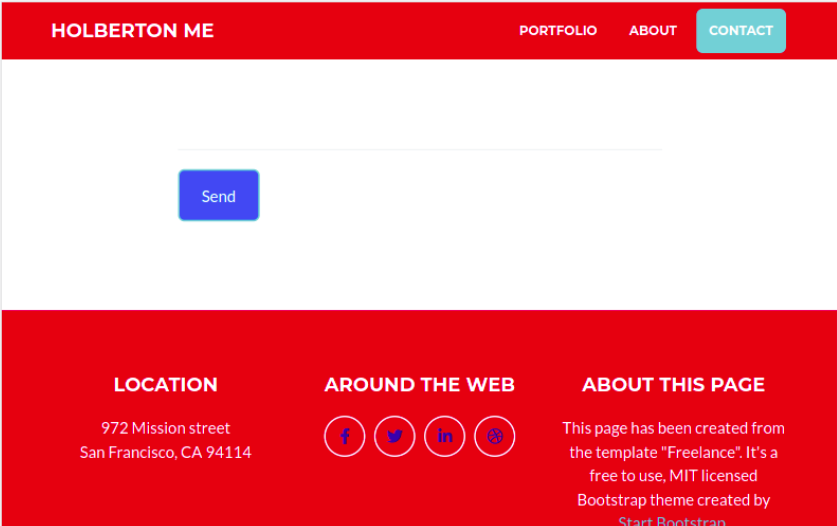 HOLBERTON ME
PORTFOLIO
ABOUT
CONTACT
Send
LOCATION
972 Mission street
San Francisco, CA 94114
AROUND THE WEB
ABOUT THIS PAGE
This page has been created from
the template "Freelance". It's a
free to use, MIT licensed
Bootstrap theme created by
Start Bootstrap